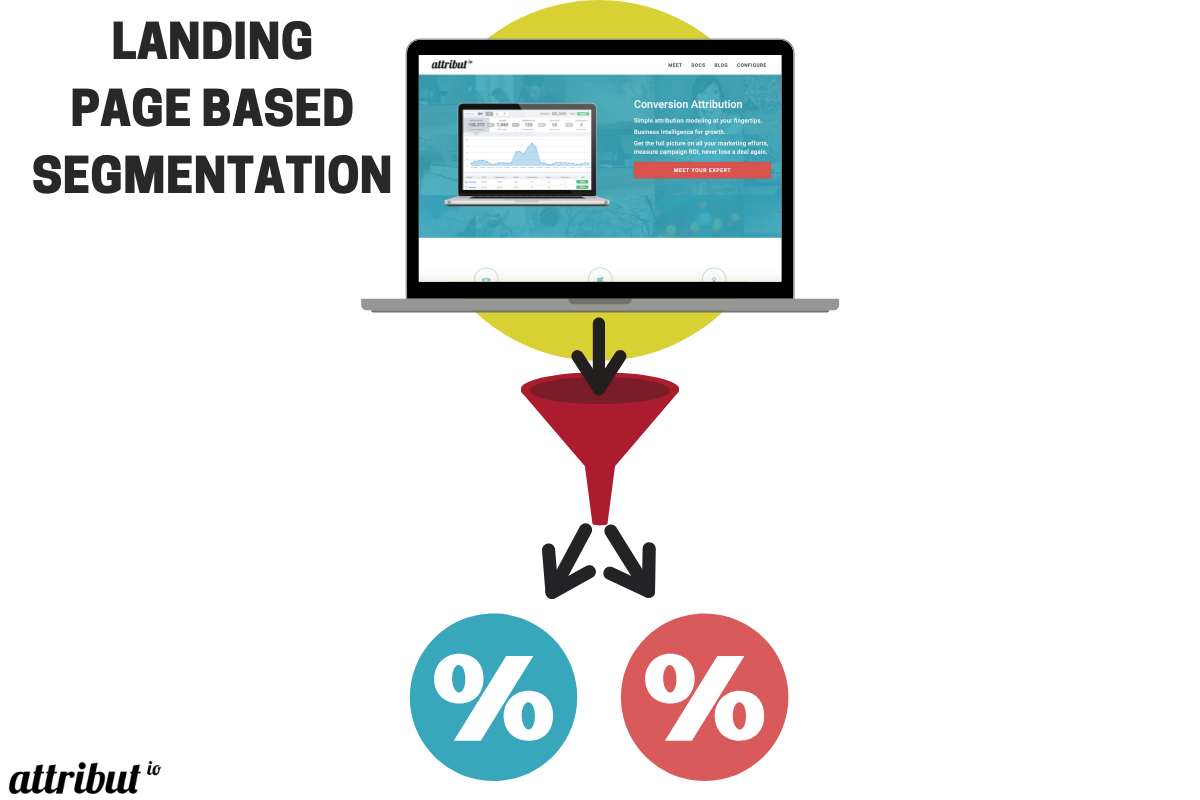 LANDING
PAGE BASED
SEGMENTATION
attribut io
MEET DOCS BLOG CONFIGURE
Conversion Attribution
Simple attribution modeling at your fingertips.
Business intelligence for growth.
Get the full picture on all your marketing efforts,
measure campaign ROI, never lose a deal again.
MEET YOUR EXPERT
%
%
attribut io